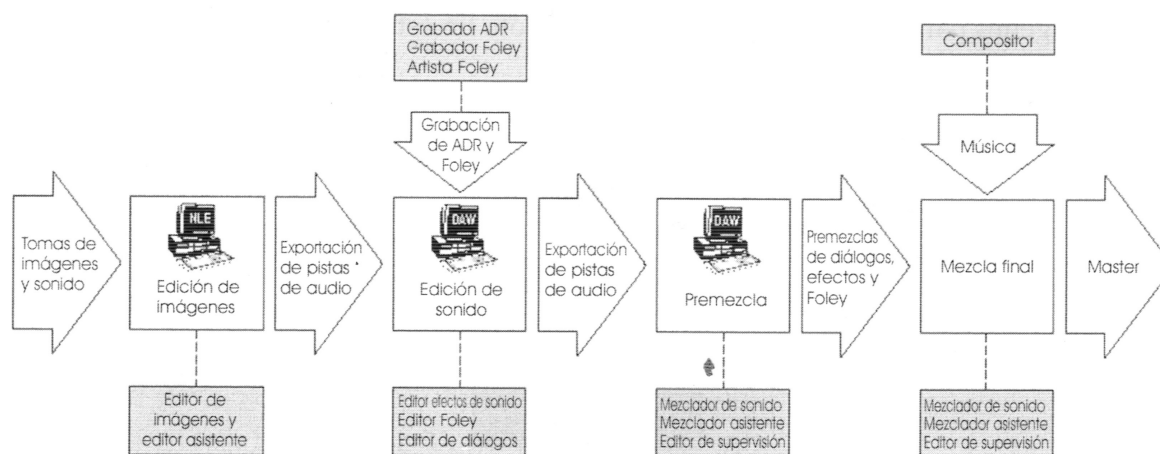 Grabador ADR
Grabador Foley
Artista Foley
Compositor
Grabación
de ADR y
Foley
Música
Tomas de
imágenes
y sonido
NLE
Edición de
imágenes
Exportación
de pistas
de audio
DAW
Edición de
sonido
Exportación
de pistas
de audio
DAW
Premezcla
Premezclas
de diálogos,
efectos y
Foley
Mezcla final
Master
Editor de
imágenes y
editor asistente
Editor efectos de sonido
Editor Foley
Editor de diálogos
Mezclador de sonido
Mezclador asistente
Editor de supervisión
Mezclador de sonido
Mezclador asistente
Editor de supervisión